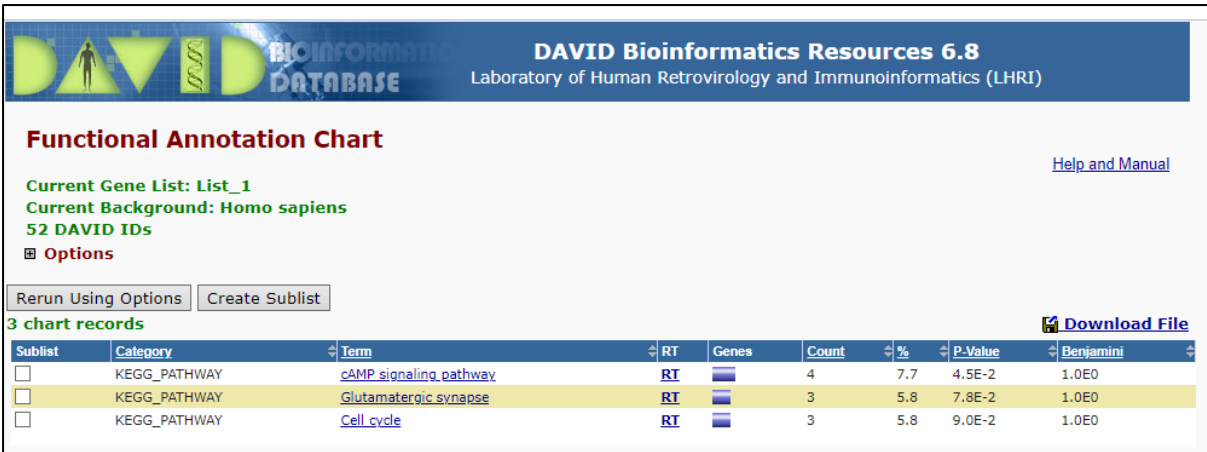 DAVID BIOINFORMATICS DATABASE
DAVID Bioinformatics Resources 6.8
Laboratory of Human Retrovirology and Immunoinformatics (LHRI)
Functional Annotation Chart
Help and Manual
Current Gene List: List_1
Current Background: Homo sapiens
52 DAVID IDs
Options
Rerun Using Options Create Sublist
3 chart records Download File
Sublist Category Term RT Genes Count % P-Value Benjamini
KEGG_PATHWAY cAMP signaling pathway RT 4 7.7 4.5E-2 1.0E0
KEGG_PATHWAY Glutamatergic synapse RT 3 5.8 7.8E-2 1.0E0
KEGG_PATHWAY Cell cycle RT 3 5.8 9.0E-2 1.0E0